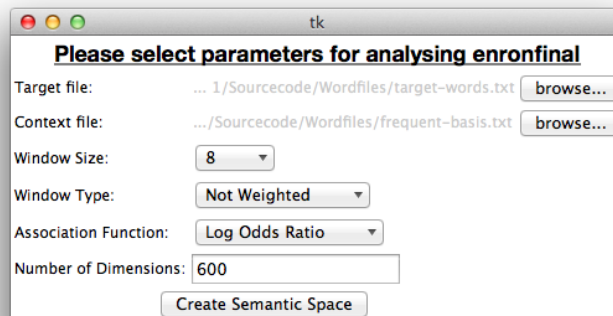 tk
Please select parameters for analysing enronfinal
Target file: ... 1/Sourcecode/Wordfiles/target-words.txt browse...
Context file: .../Sourcecode/Wordfiles/frequent-basis.txt browse...
Window Size: 8
Window Type: Not Weighted
Association Function: Log Odds Ratio
Number of Dimensions: 600
Create Semantic Space